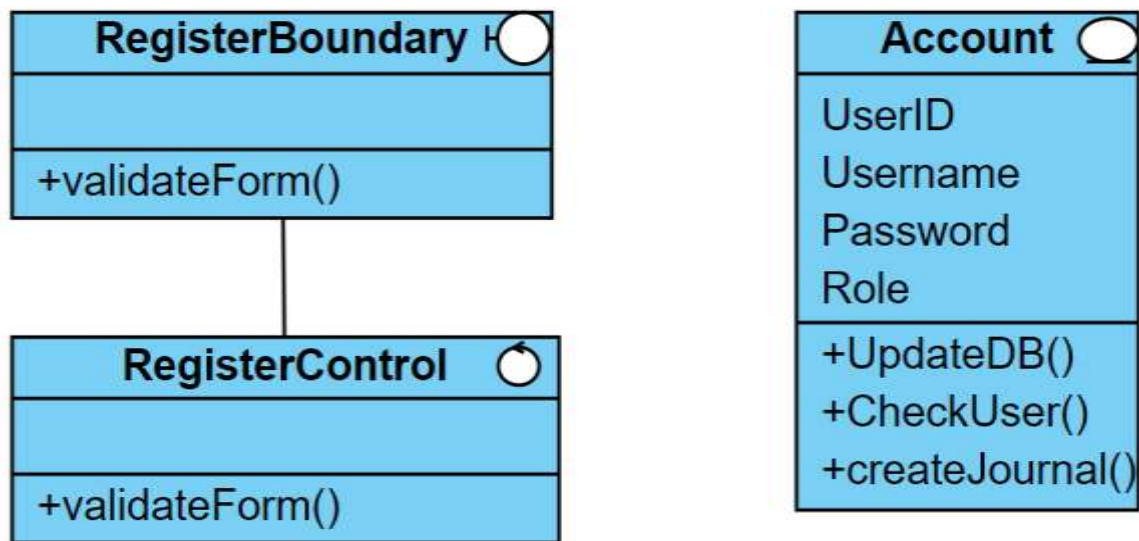 RegisterBoundary
+validateForm()
RegisterControl
+validateForm()
Account
UserID
Username
Password
Role
+UpdateDB()
+CheckUser()
+createJournal()